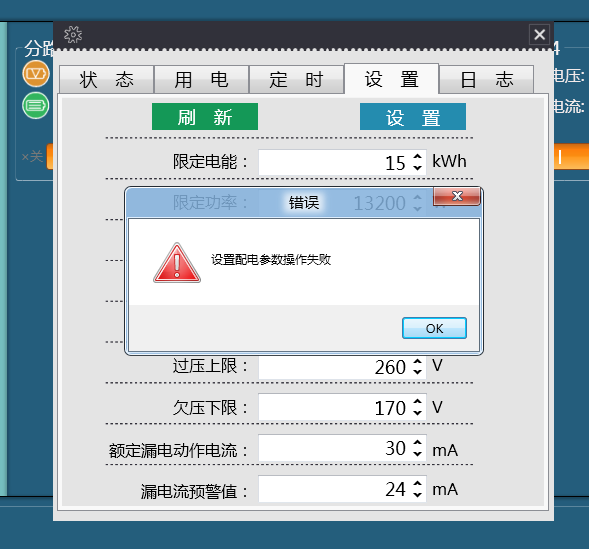 分路
4
状 态
用 电
定 时
设 置
日 志
电压:
电流:
刷 新
设 置
×关
限定电能： 15 kWh
限定功率： 13200
错误
设置配电参数操作失败
OK
过压上限： 260 V
欠压下限： 170 V
额定漏电动作电流： 30 mA
漏电流预警值： 24 mA